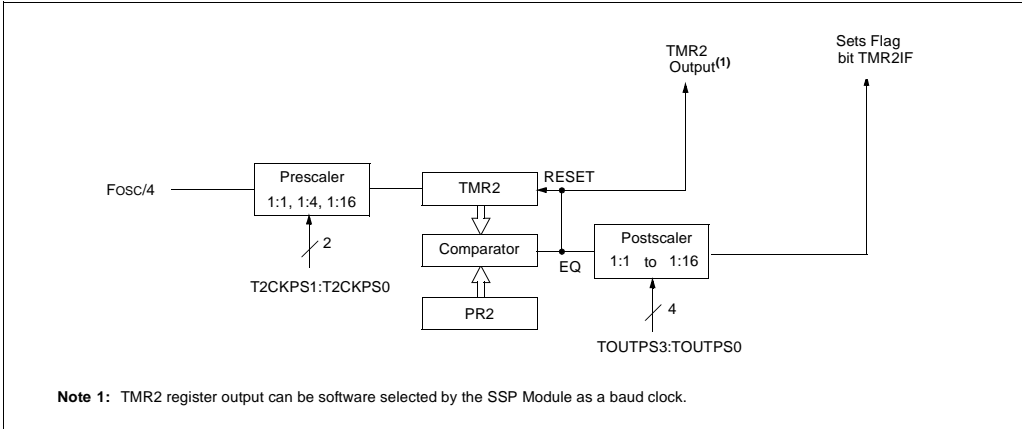 Sets Flag
bit TMR2IF
TMR2
Output(1)
FOSC/4
Prescaler
1:1, 1:4, 1:16
2
T2CKPS1:T2CKPS0
TMR2
RESET
Comparator
EQ
Postscaler
1:1 to 1:16
4
TOUTPS3:TOUTPS0
PR2
Note 1: TMR2 register output can be software selected by the SSP Module as a baud clock.